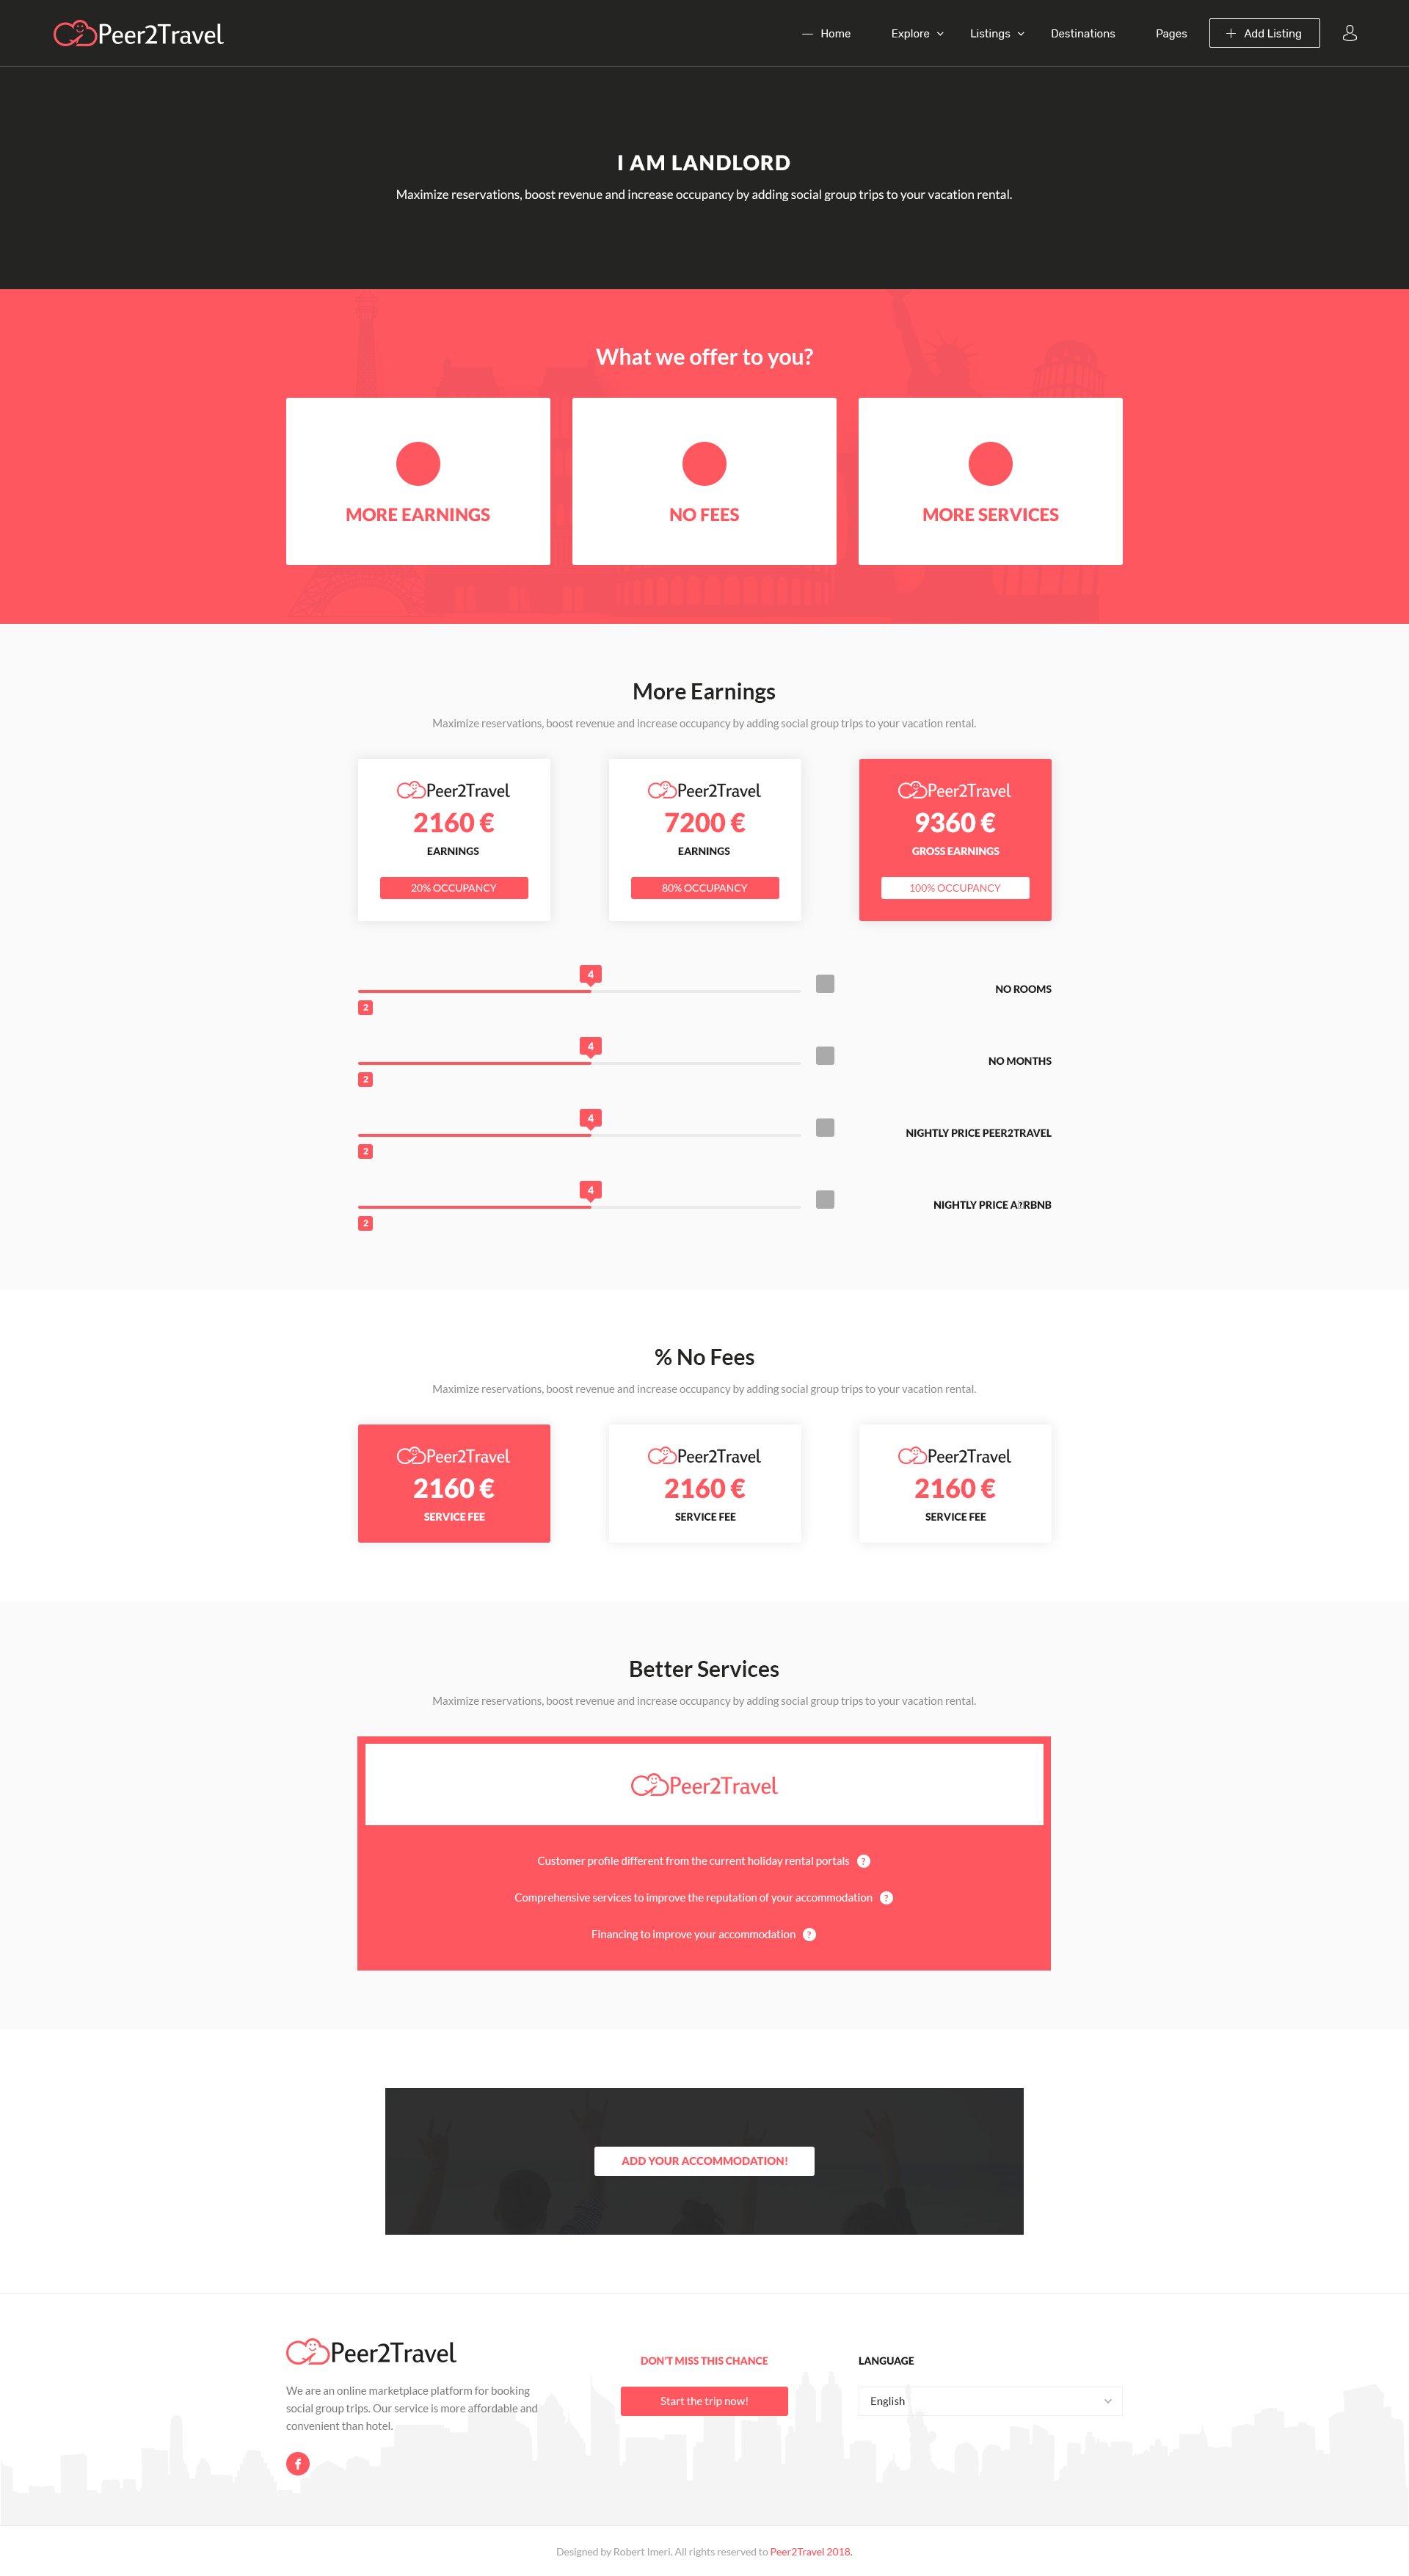 Peer2Travel
Home Explore Listings Destinations Pages Add Listing
I AM LANDLORD
Maximize reservations, boost revenue and increase occupancy by adding social group trips to your vacation rental.
What we offer to you?
MORE EARNINGS
NO FEES
MORE SERVICES
More Earnings
Maximize reservations, boost revenue and increase occupancy by adding social group trips to your vacation rental.
Peer2Travel
2160 €
EARNINGS
20% OCCUPANCY
Peer2Travel
7200 €
EARNINGS
80% OCCUPANCY
Peer2Travel
9360 €
GROSS EARNINGS
100% OCCUPANCY
4
2
NO ROOMS
4
2
NO MONTHS
4
2
NIGHTLY PRICE PEER2TRAVEL
4
2
NIGHTLY PRICE AIRBNB
% No Fees
Maximize reservations, boost revenue and increase occupancy by adding social group trips to your vacation rental.
Peer2Travel
2160 €
SERVICE FEE
Peer2Travel
2160 €
SERVICE FEE
Peer2Travel
2160 €
SERVICE FEE
Better Services
Maximize reservations, boost revenue and increase occupancy by adding social group trips to your vacation rental.
Peer2Travel
Customer profile different from the current holiday rental portals ?
Comprehensive services to improve the reputation of your accommodation ?
Financing to improve your accommodation ?
ADD YOUR ACCOMMODATION!
Peer2Travel
We are an online marketplace platform for booking
social group trips. Our service is more affordable and
convenient than hotel.
DON'T MISS THIS CHANCE
Start the trip now!
LANGUAGE
English
Designed by Robert Imeri. All rights reserved to Peer2Travel 2018.